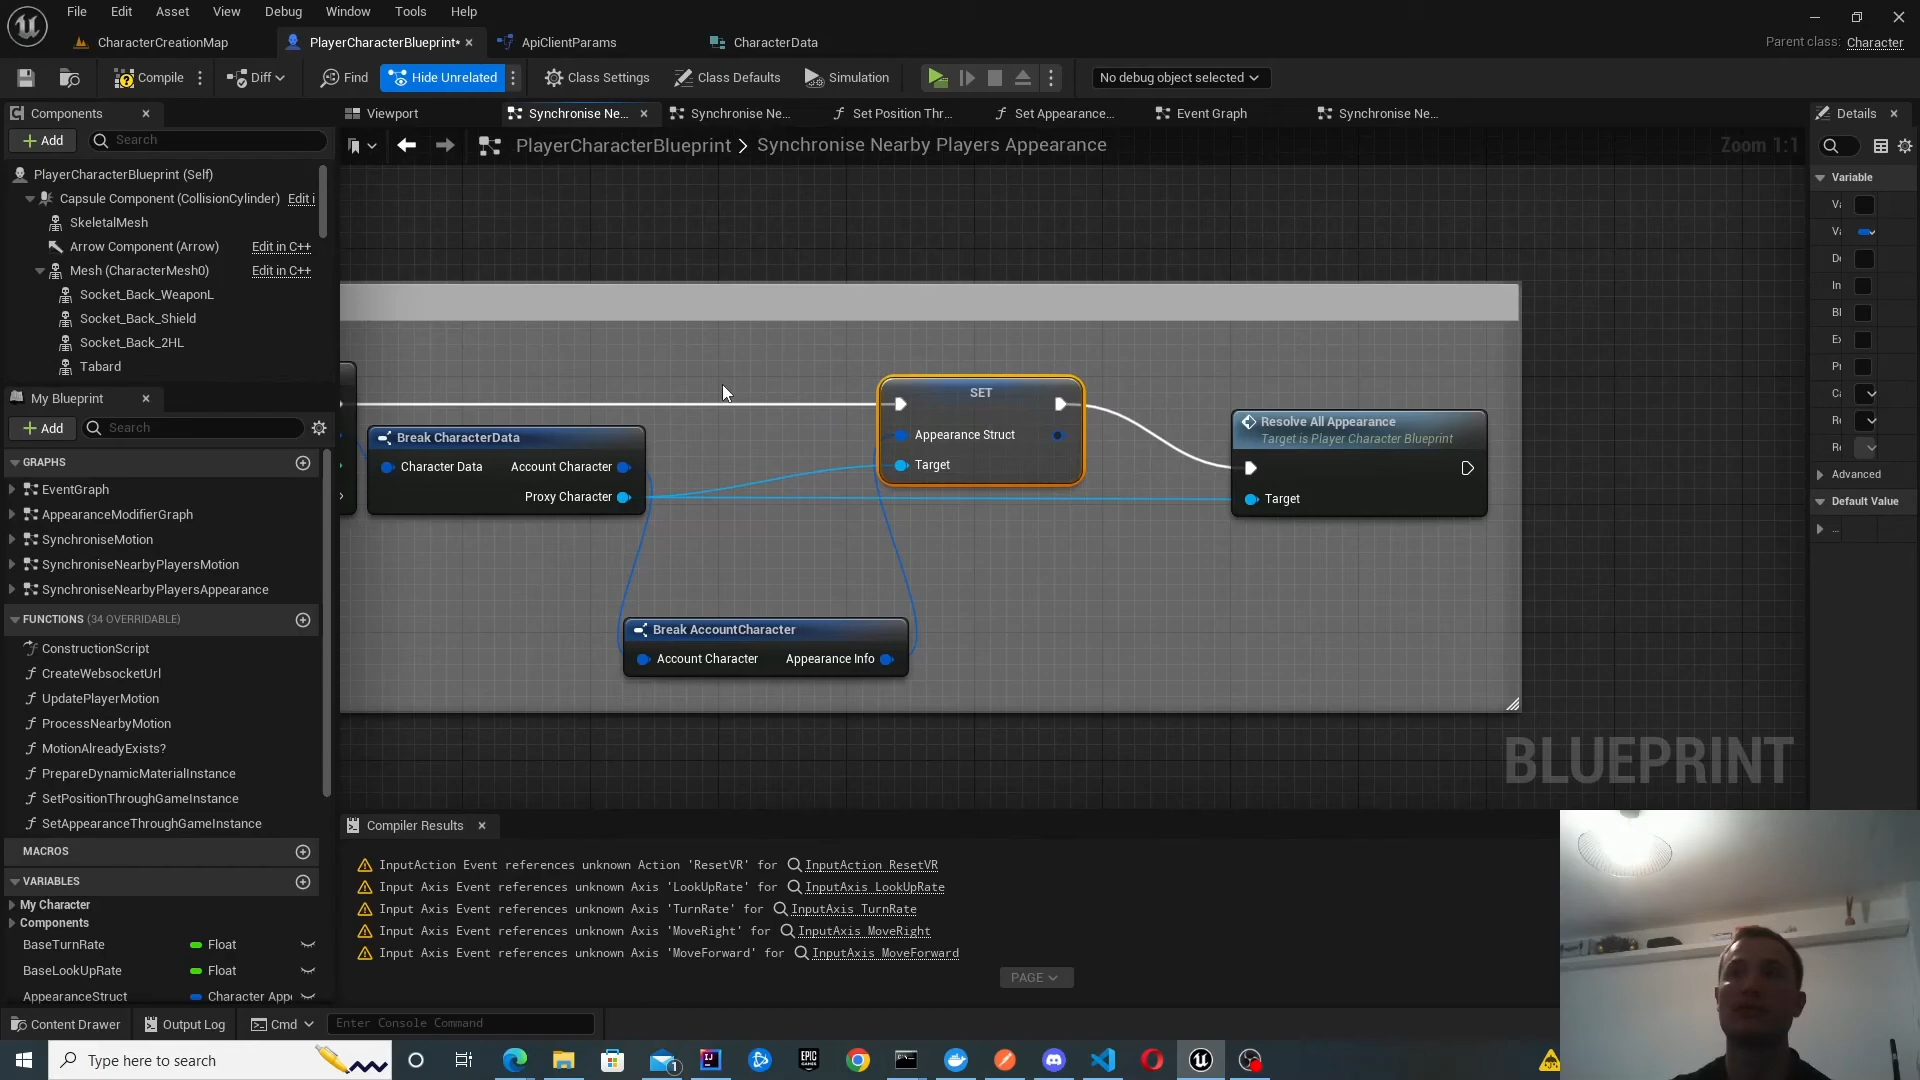 File Edit Asset View Debug Window Tools Help
CharacterCreationMap PlayerCharacterBlueprint* ApiClientParams CharacterData Parent class: Character
Compile Diff Find Hide Unrelated Class Settings Class Defaults Simulation No debug object selected
Components Viewport Synchronise Ne... Synchronise Ne... Set Position Thr... Set Appearance... Event Graph Synchronise Ne... Details
Add Search
PlayerCharacterBlueprint > Synchronise Nearby Players Appearance Zoom 1:1
PlayerCharacterBlueprint (Self)
Capsule Component (CollisionCylinder) Edit i
SkeletalMesh
Arrow Component (Arrow) Edit in C++
Mesh (CharacterMesh0) Edit in C++
Socket_Back_WeaponL
Socket_Back_Shield
Socket_Back_2HL
Tabard
My Blueprint
Add Search
GRAPHS
EventGraph
AppearanceModifierGraph
SynchroniseMotion
SynchroniseNearbyPlayersMotion
SynchroniseNearbyPlayersAppearance
FUNCTIONS (34 OVERRIDABLE)
ConstructionScript
CreateWebsocketUrl
UpdatePlayerMotion
ProcessNearbyMotion
MotionAlreadyExists?
PrepareDynamicMaterialInstance
SetPositionThroughGameInstance
SetAppearanceThroughGameInstance
MACROS
VARIABLES
My Character
Components
BaseTurnRate Float
BaseLookUpRate Float
AppearanceStruct Character Appe
Break CharacterData
Character Data Account Character
Proxy Character
SET
Appearance Struct
Target
Resolve All Appearance
Target is Player Character Blueprint
Target
Break AccountCharacter
Account Character Appearance Info
BLUEPRINT
Variable
Advanced
Default Value
Compiler Results
InputAction Event references unknown Action 'ResetVR' for InputAction ResetVR
Input Axis Event references unknown Axis 'LookUpRate' for InputAxis LookUpRate
Input Axis Event references unknown Axis 'TurnRate' for InputAxis TurnRate
Input Axis Event references unknown Axis 'MoveRight' for InputAxis MoveRight
Input Axis Event references unknown Axis 'MoveForward' for InputAxis MoveForward
PAGE
Content Drawer Output Log Cmd Enter Console Command
Type here to search